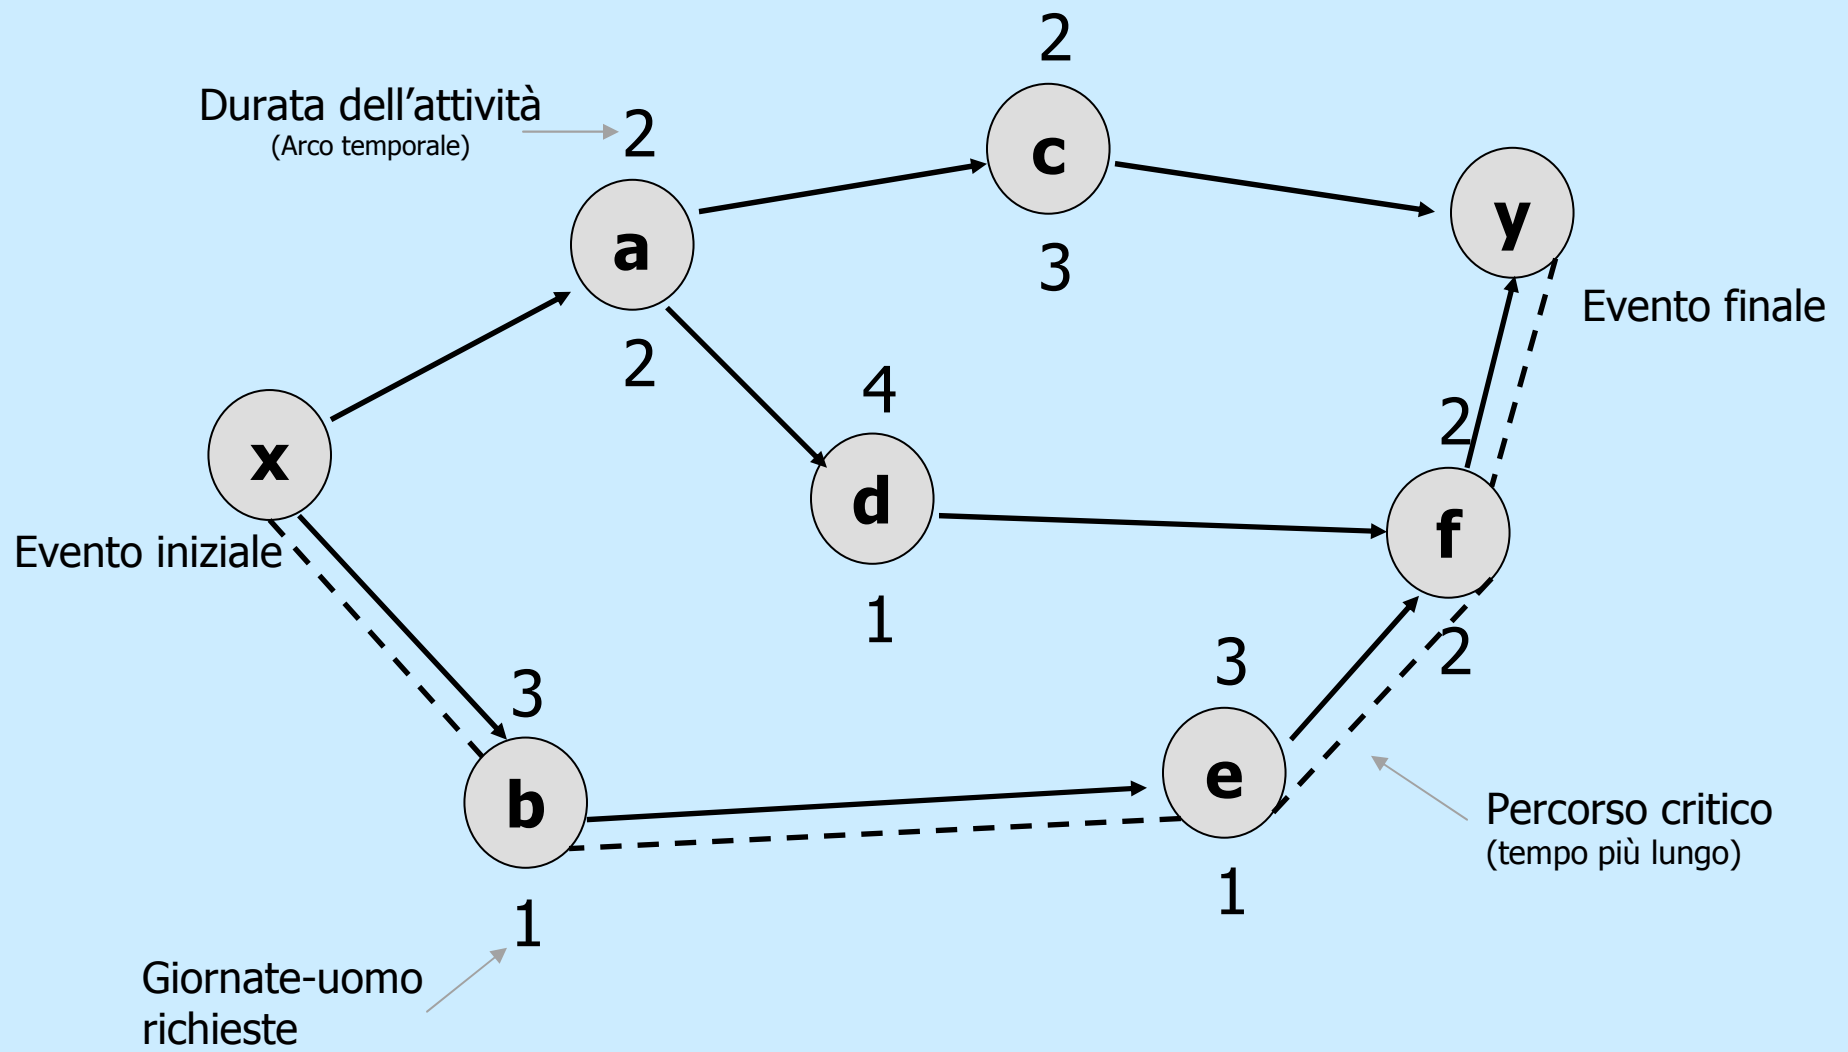 2
Durata dell’attività
(Arco temporale)
2
c
a
y
3
Evento finale
2
4
2
x
d
f
Evento iniziale
1
2
3
3
b
e
Percorso critico
(tempo più lungo)
1
1
Giornate-uomo
richieste